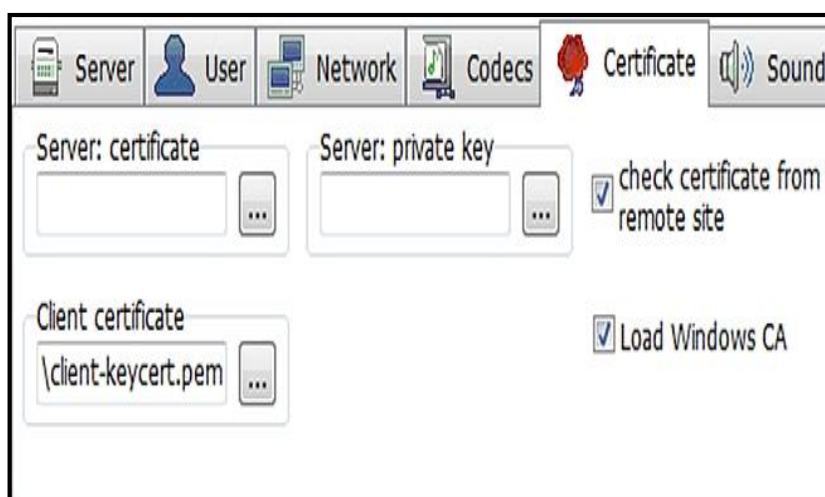 Server User Network Codecs Certificate Sound
Server: certificate Server: private key
check certificate from
remote site
... ...
Client certificate
Load Windows CA
\client-keycert.pem ...